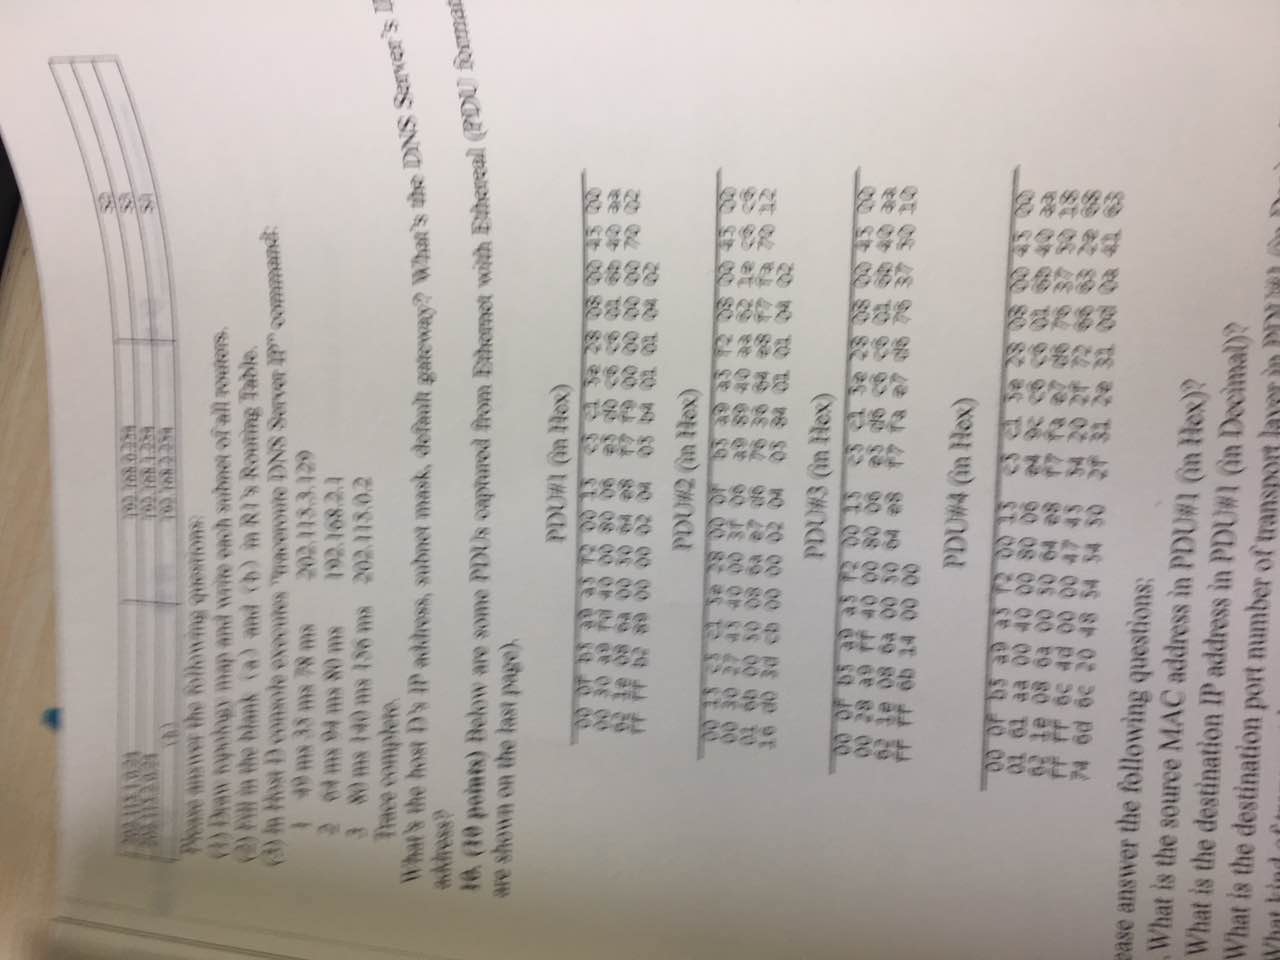 202.115.1.0/24 192.168.0.254 S2
202.115.2.0/24 192.168.1.254 S3
(b) 192.168.2.254 S4
Please answer the following questions:
(1) Draw topology map and write each subnet of all routers.
(2) Fill in the blank (a) and (b) in R1's Routing Table.
(3) In Host D console executes "traceroute DNS Server IP" command:
1 49 ms 35 ms 78 ms 202.115.3.129
2 64 ms 94 ms 80 ms 192.168.2.1
3 80 ms 140 ms 156 ms 202.115.0.2
Trace complete.
What's the host D's IP address, subnet mask, default gateway? What's the DNS Server's
address?
10. (10 points) Below are some PDUs captured from Ethernet with Ethereal (PDU format
are shown on the last page).
PDU#1 (in Hex)
00 0f b5 a9 a5 f2 00 15 c5 c1 5e 28 08 00 45 00
00 30 a9 fd 40 00 80 06 e5 d0 c6 c6 01 6b 40 aa
62 1e 08 6a 00 50 64 e8 f7 f9 00 00 00 00 70 02
ff ff b2 89 00 00 02 04 05 b4 01 01 04 02
PDU#2 (in Hex)
00 15 c5 c1 5e 28 00 0f b5 a9 a5 f2 08 00 45 00
00 30 27 45 40 00 3f 06 a9 89 40 aa 62 1e c6 c6
01 6b 00 50 08 6a e7 d6 76 36 64 e8 f7 fa 70 12
16 d0 3d cb 00 00 02 04 05 84 01 01 04 02
PDU#3 (in Hex)
00 0f b5 a9 a5 f2 00 15 c5 c1 5e 28 08 00 45 00
00 28 a9 ff 40 00 80 06 e5 d6 c6 c6 01 6b 40 aa
62 1e 08 6a 00 50 64 e8 f7 fa e7 d6 76 37 50 10
ff ff 6b 14 00 00
PDU#4 (in Hex)
00 0f b5 a9 a5 f2 00 15 c5 c1 5e 28 08 00 45 00
01 61 aa 00 40 00 80 06 e4 9c c6 c6 01 6b 40 aa
62 1e 08 6a 00 50 64 e8 f7 fa e7 d6 76 37 50 18
ff ff 6c 4d 00 00 47 45 54 20 2f 72 66 63 2e 68
74 6d 6c 20 48 54 54 50 2f 31 2e 31 0d 0a 41 63
ease answer the following questions:
. What is the source MAC address in PDU#1 (in Hex)?
What is the destination IP address in PDU#1 (in Decimal)?
What is the destination port number of transport layer in PDU#1
What kind of